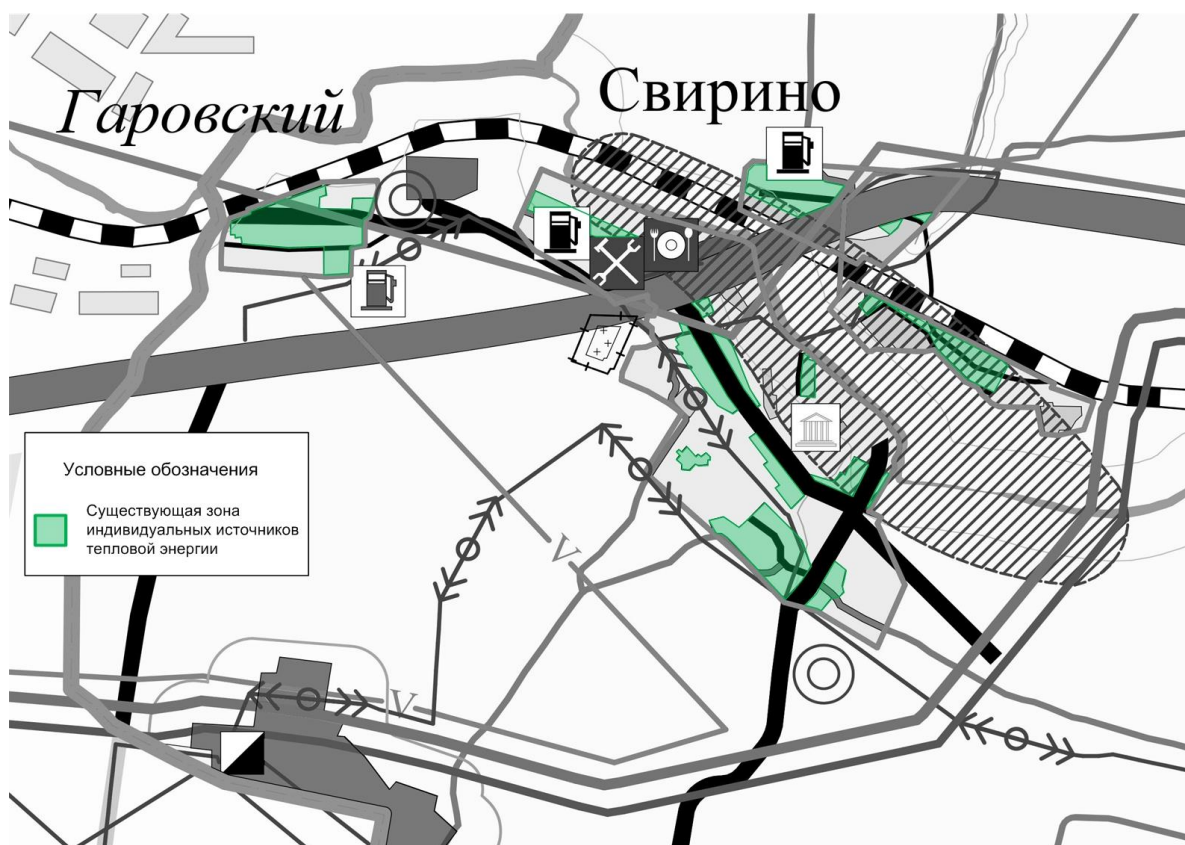 Гаровский
Свирино
Условные обозначения
Существующая зона
индивидуальных источников
тепловой энергии
V
V